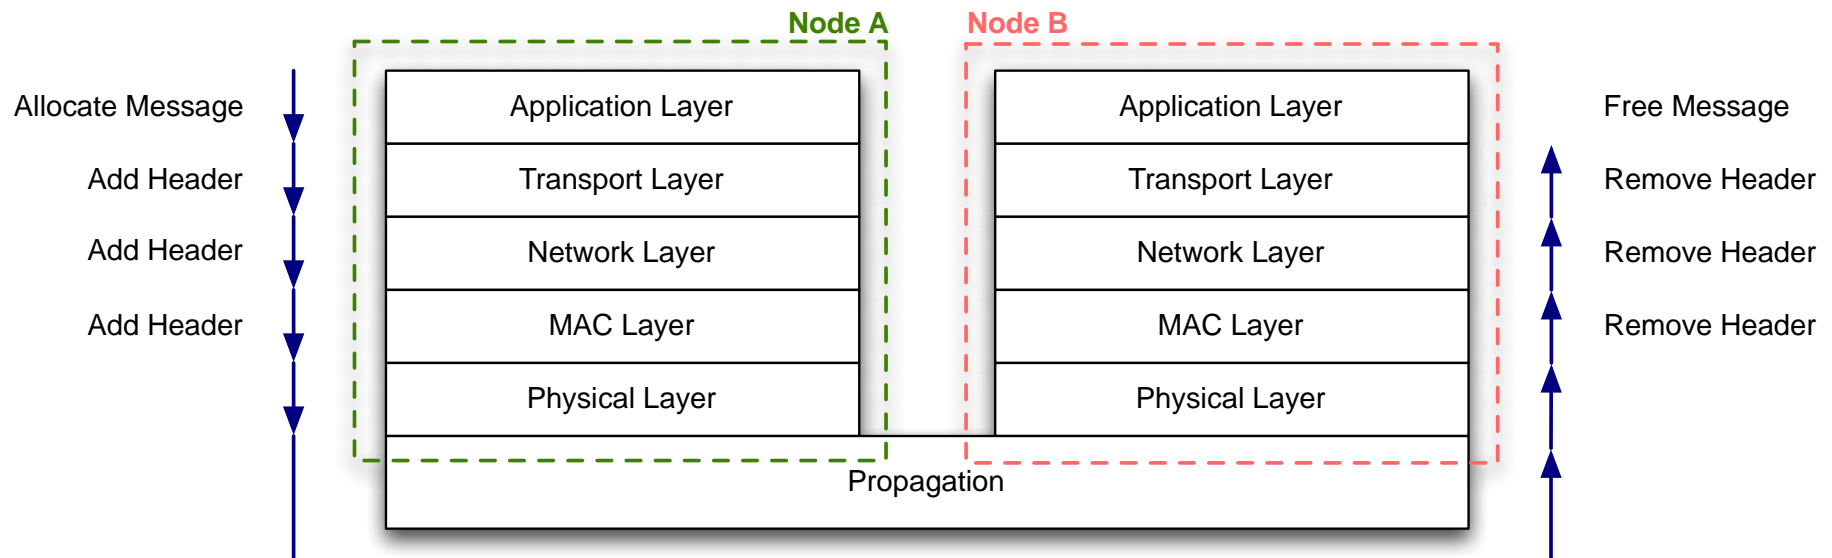 Node A
Node B
Allocate Message
Application Layer
Application Layer
Free Message
Add Header
Transport Layer
Transport Layer
Remove Header
Add Header
Network Layer
Network Layer
Remove Header
Add Header
MAC Layer
MAC Layer
Remove Header
Physical Layer
Physical Layer
Propagation